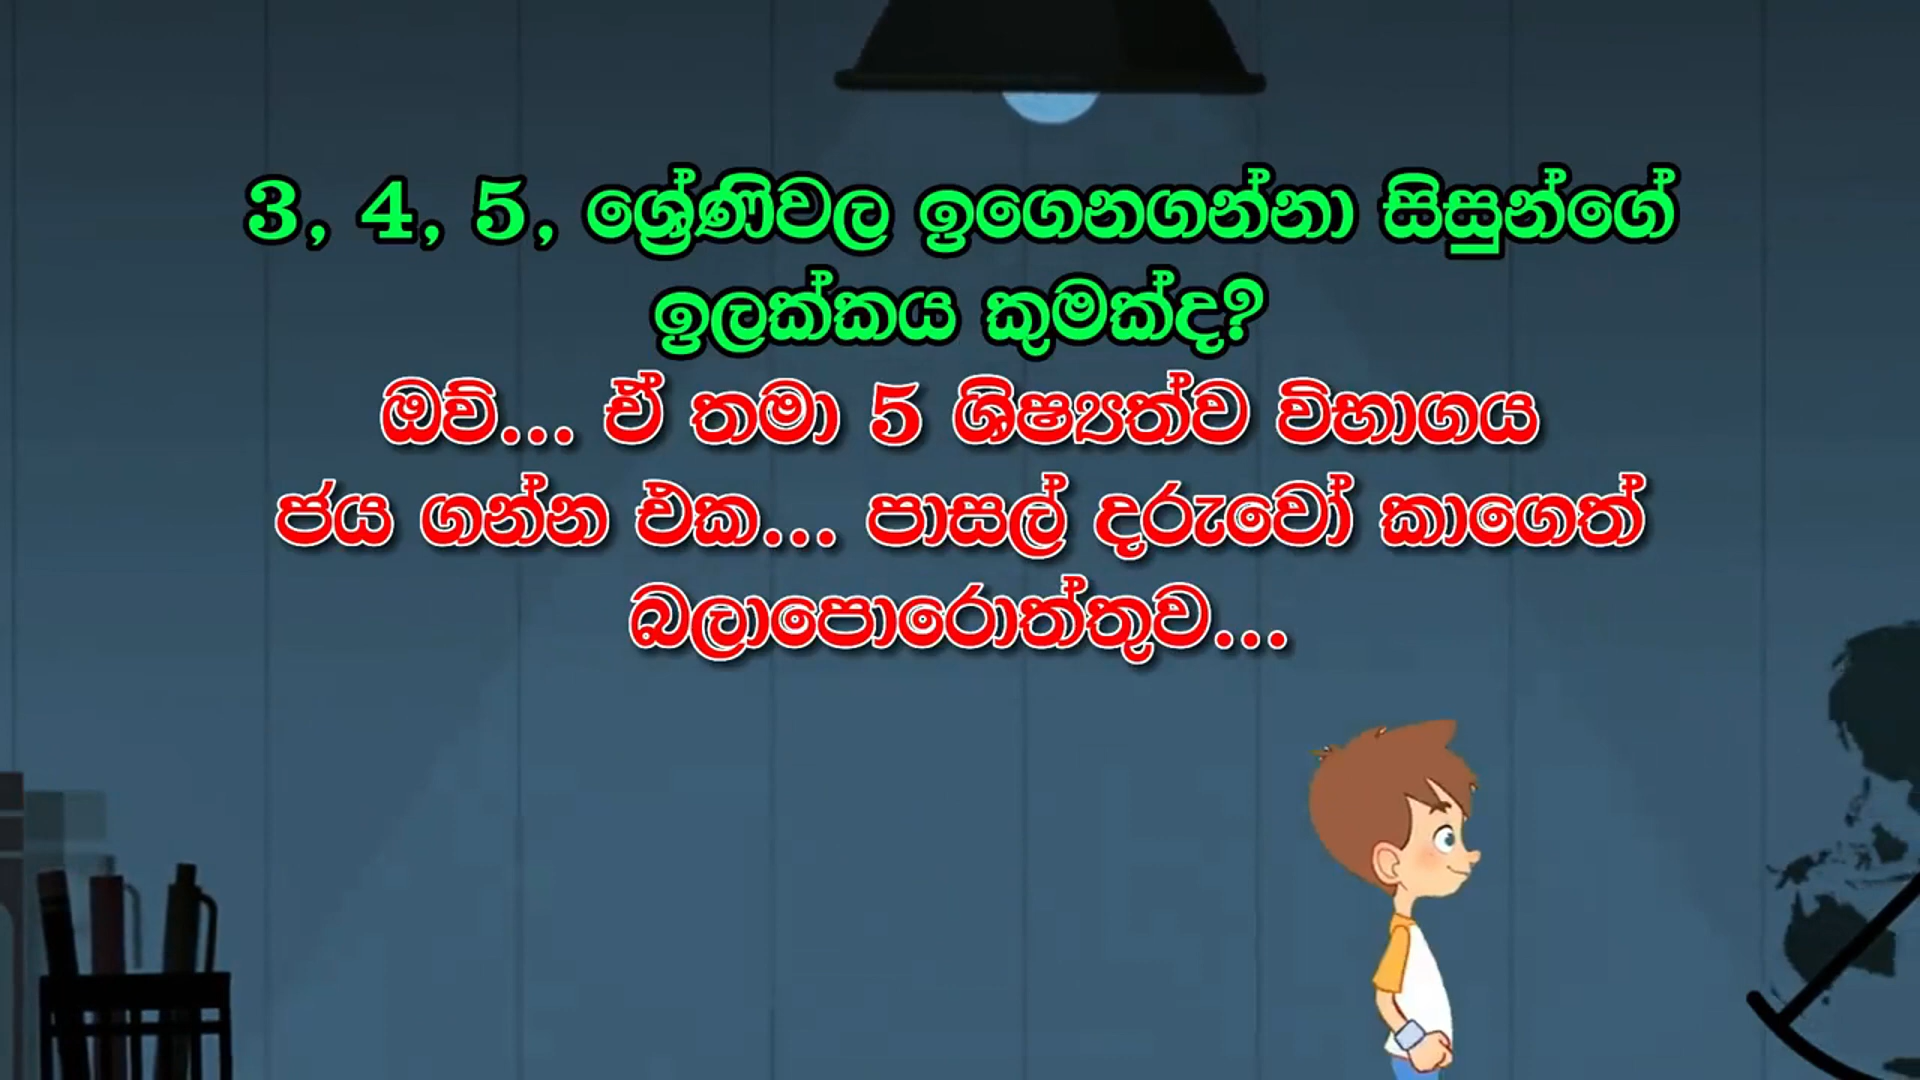 3, 4, 5, ශ්‍රේණිවල ඉගෙනගන්නා සිසුන්ගේ
ඉලක්කය කුමක්ද?
ඔව්... ඒ තමා 5 ශිෂ්‍යත්ව විභාගය
ජය ගන්න එක... පාසල් දරුවෝ කාගෙත්
බලාපොරොත්තුව...